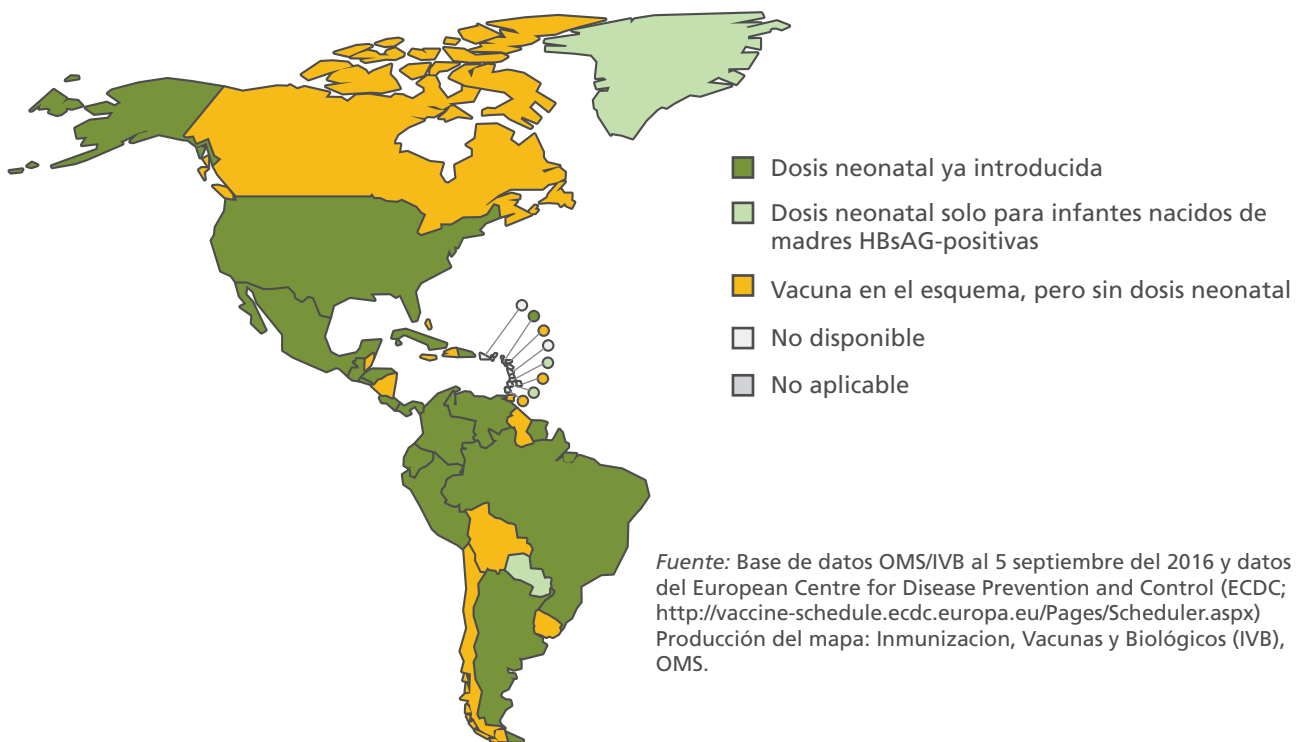 Dosis neonatal ya introducida
Dosis neonatal solo para infantes nacidos de
madres HBsAG-positivas
Vacuna en el esquema, pero sin dosis neonatal
No disponible
No aplicable
Fuente: Base de datos OMS/IVB al 5 septiembre del 2016 y datos
del European Centre for Disease Prevention and Control (ECDC;
http://vaccine-schedule.ecdc.europa.eu/Pages/Scheduler.aspx)
Producción del mapa: Inmunizacion, Vacunas y Biológicos (IVB),
OMS.